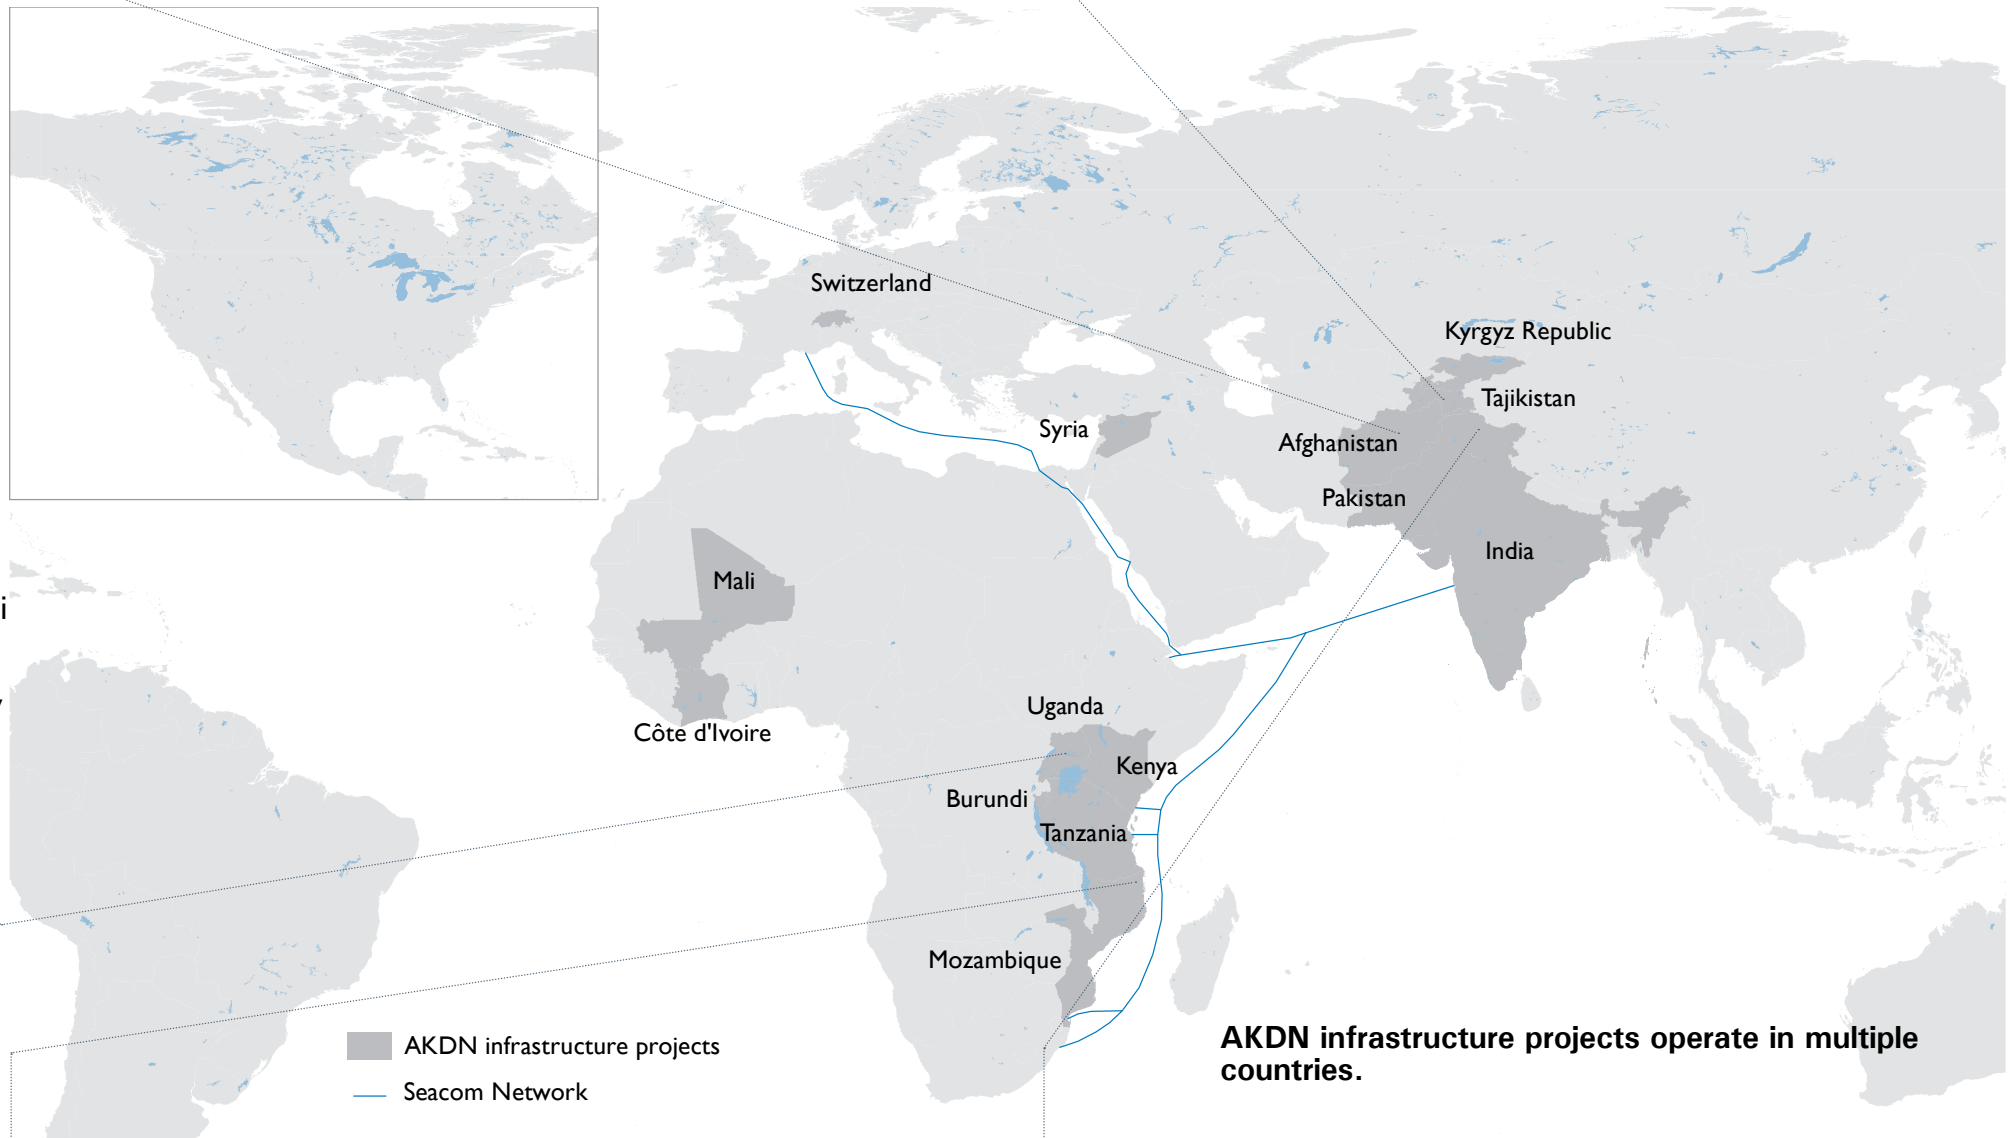 Switzerland
Kyrgyz Republic
Tajikistan
Syria
Afghanistan
Pakistan
India
Mali
i
Uganda
Côte d'Ivoire
Kenya
Burundi
Tanzania
Mozambique
AKDN infrastructure projects
Seacom Network
AKDN infrastructure projects operate in multiple
countries.